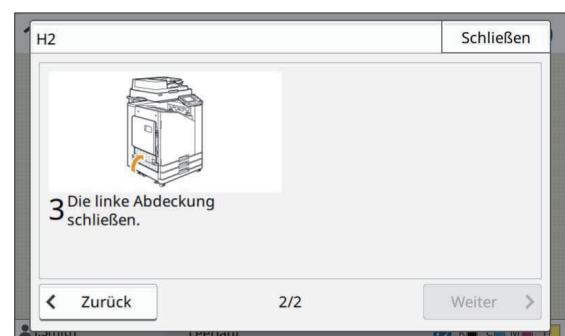 H2
Schließen
3 Die linke Abdeckung
schließen.
Zurück
2/2
Weiter